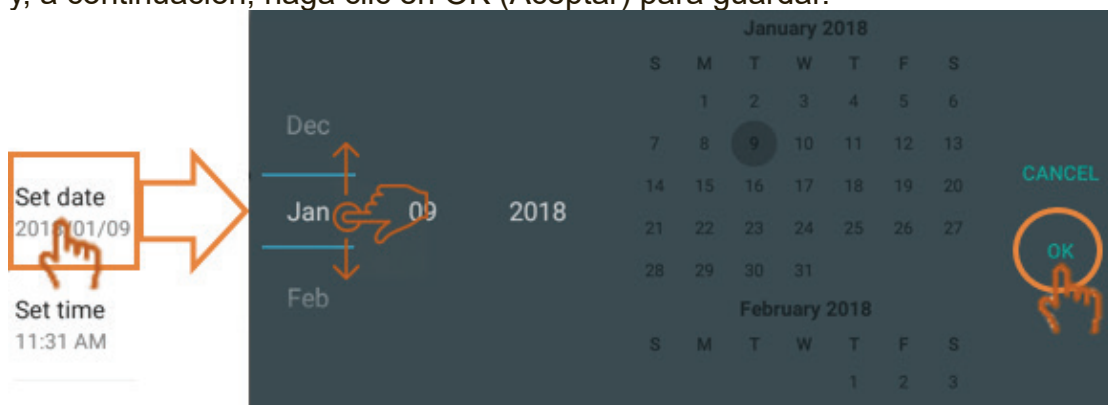 y, a continuación, haga clic en OK (Aceptar) para guardar.
Set date
2018/01/09
Set time
11:31 AM
Dec
Jan 09 2018
Feb
January 2018
S M T W T F S
1 2 3 4 5 6
7 8 9 10 11 12 13
14 15 16 17 18 19 20
21 22 23 24 25 26 27
28 29 30 31
February 2018
S M T W T F S
1 2 3
CANCEL
OK